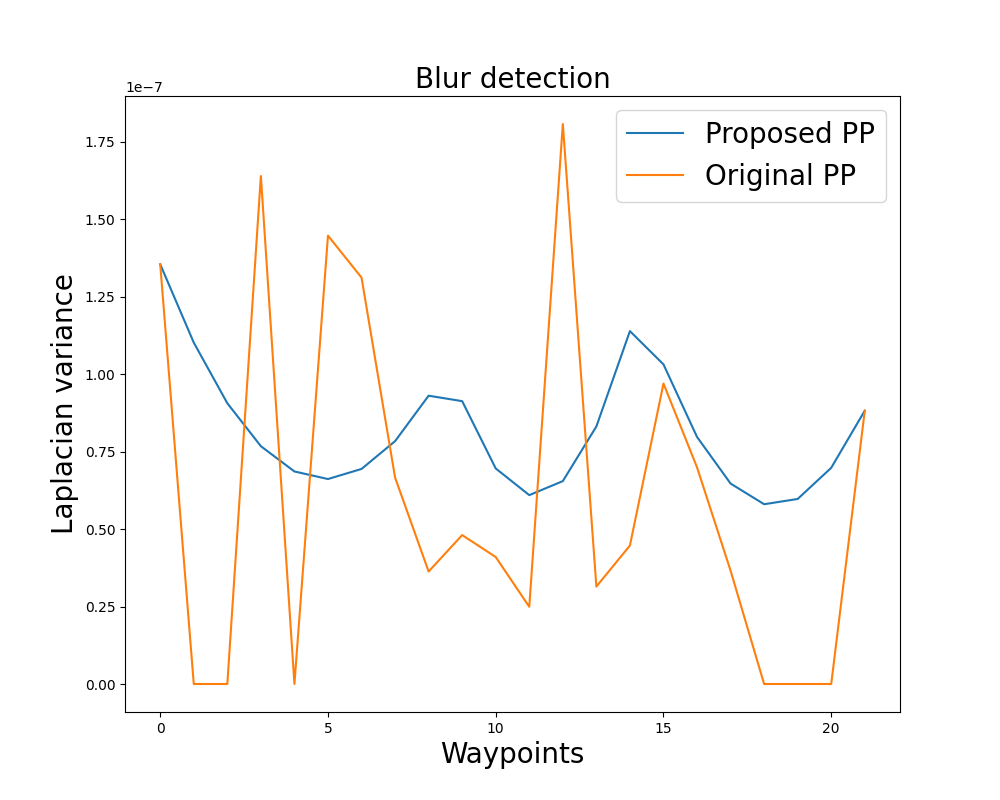 Blur detection
1e−7
Proposed PP
Original PP
Laplacian variance
1.75
1.50
1.25
1.00
0.75
0.50
0.25
0.00
0 5 10 15 20
Waypoints